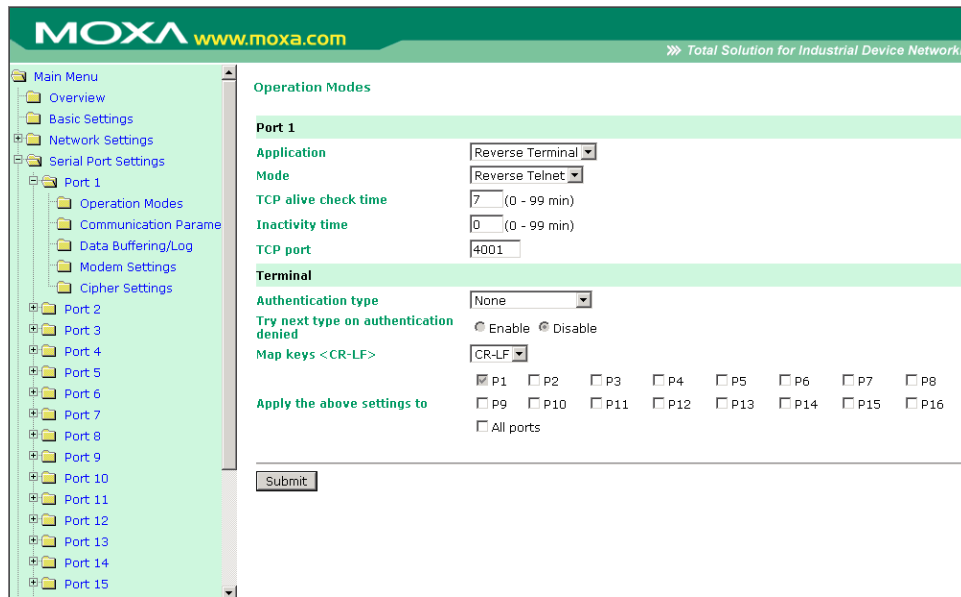 MOXA www.moxa.com
Total Solution for Industrial Device Network
Main Menu
Overview
Basic Settings
Network Settings
Serial Port Settings
Port 1
Operation Modes
Communication Parame
Data Buffering/Log
Modem Settings
Cipher Settings
Port 2
Port 3
Port 4
Port 5
Port 6
Port 7
Port 8
Port 9
Port 10
Port 11
Port 12
Port 13
Port 14
Port 15
Operation Modes
Port 1
Application Reverse Terminal
Mode Reverse Telnet
TCP alive check time 7 (0 - 99 min)
Inactivity time 0 (0 - 99 min)
TCP port 4001
Terminal
Authentication type None
Try next type on authentication
denied Enable Disable
Map keys <CR-LF> CR-LF
P1 P2 P3 P4 P5 P6 P7 P8
Apply the above settings to P9 P10 P11 P12 P13 P14 P15 P16
All ports
Submit